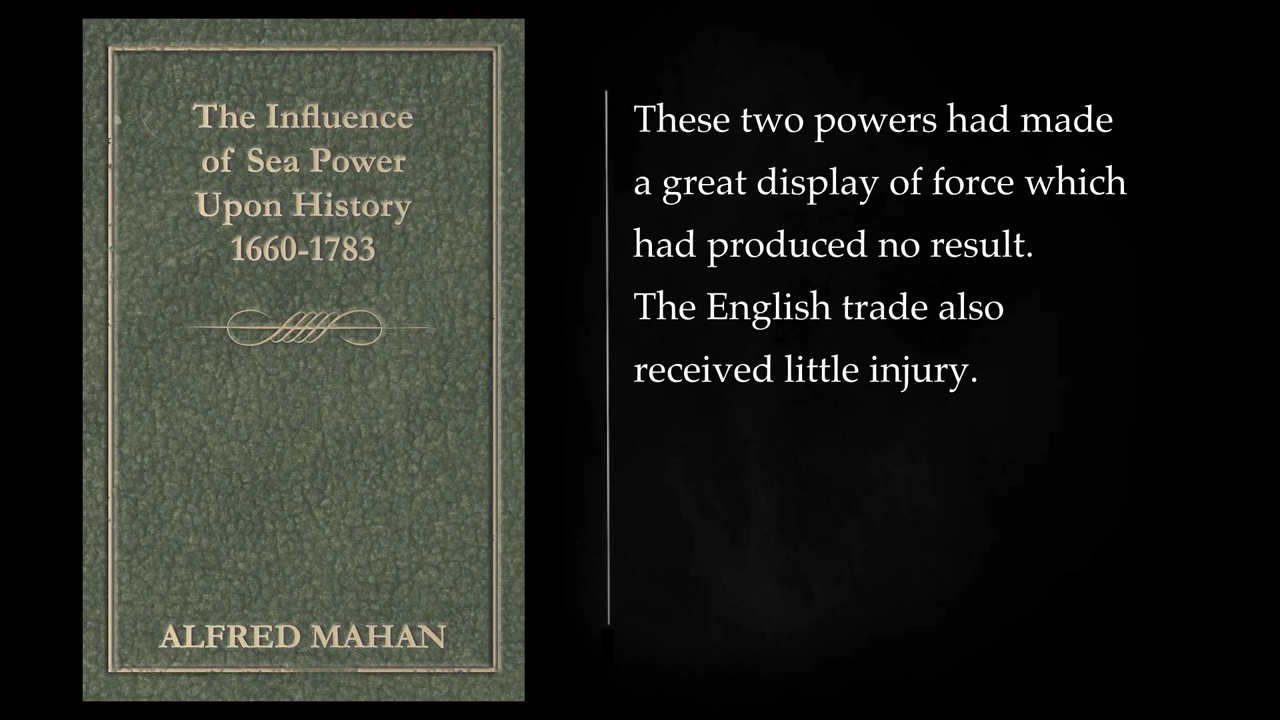 The Influence
of Sea Power
Upon History
1660-1783
ALFRED MAHAN
These two powers had made
a great display of force which
had produced no result.
The English trade also
received little injury.